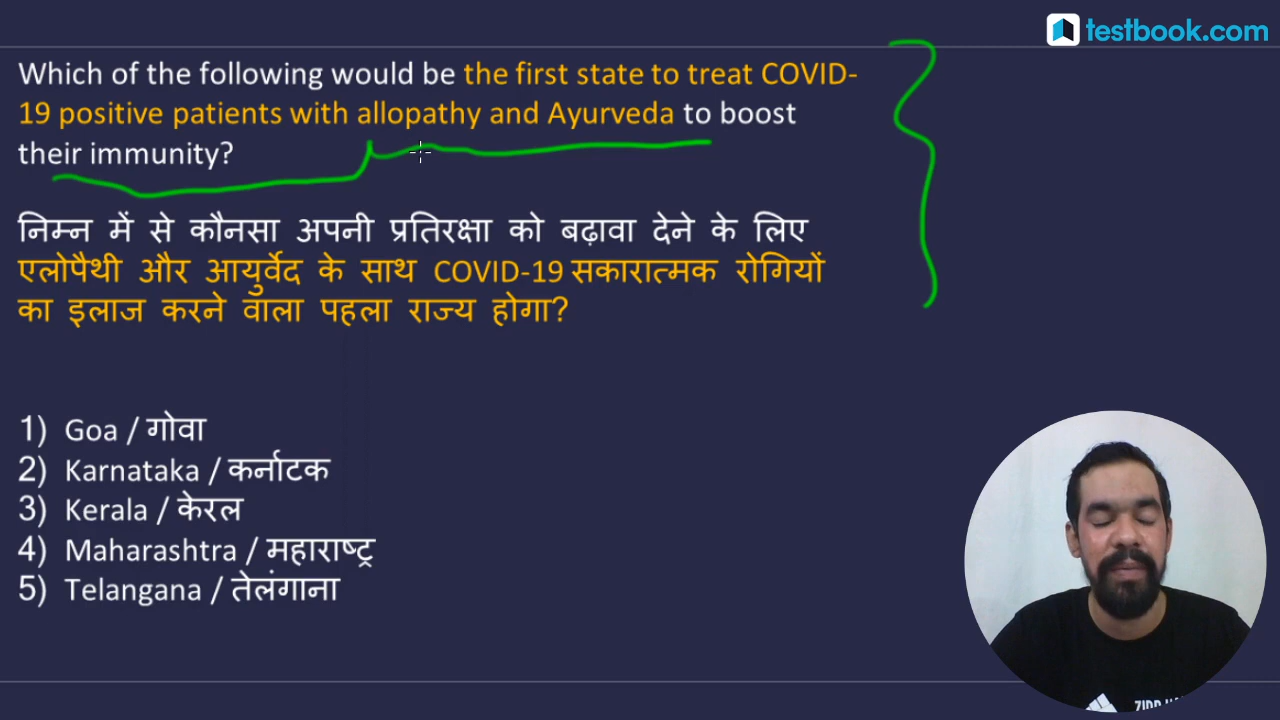 testbook.com
Which of the following would be the first state to treat COVID-
19 positive patients with allopathy and Ayurveda to boost
their immunity?
निम्न में से कौनसा अपनी प्रतिरक्षा को बढ़ावा देने के लिए
एलोपैथी और आयुर्वेद के साथ COVID-19 सकारात्मक रोगियों
का इलाज करने वाला पहला राज्य होगा?
1) Goa / गोवा
2) Karnataka / कर्नाटक
3) Kerala / केरल
4) Maharashtra / महाराष्ट्र
5) Telangana / तेलंगाना